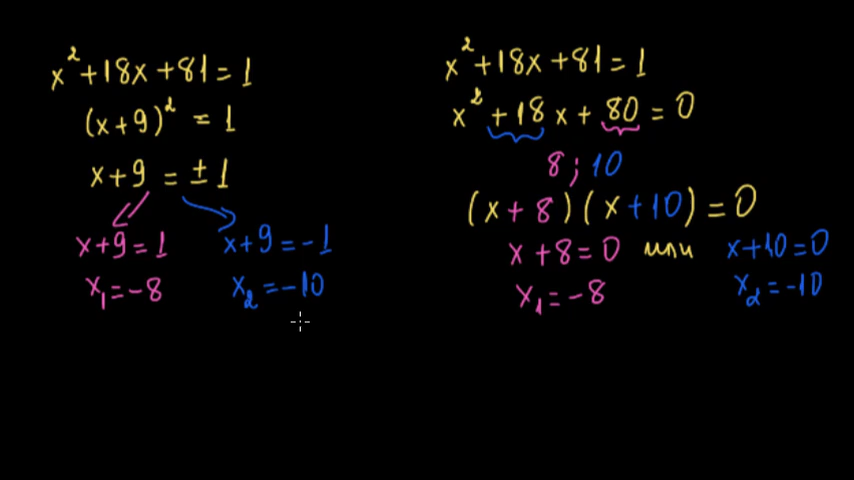 x²+18x+81=1
(x+9)²=1
x+9=±1
x+9=1 x+9=-1
x₁=-8 x₂=-10
x²+18x+81=1
x²+18x+80=0
8; 10
(x+8)(x+10)=0
x+8=0 или x+10=0
x₁=-8 x₂=-10